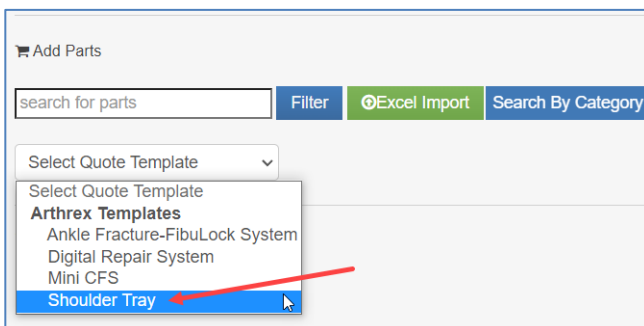 Add Parts
search for parts
Filter
Excel Import
Search By Category
Select Quote Template
Select Quote Template
Arthrex Templates
Ankle Fracture-FibuLock System
Digital Repair System
Mini CFS
Shoulder Tray